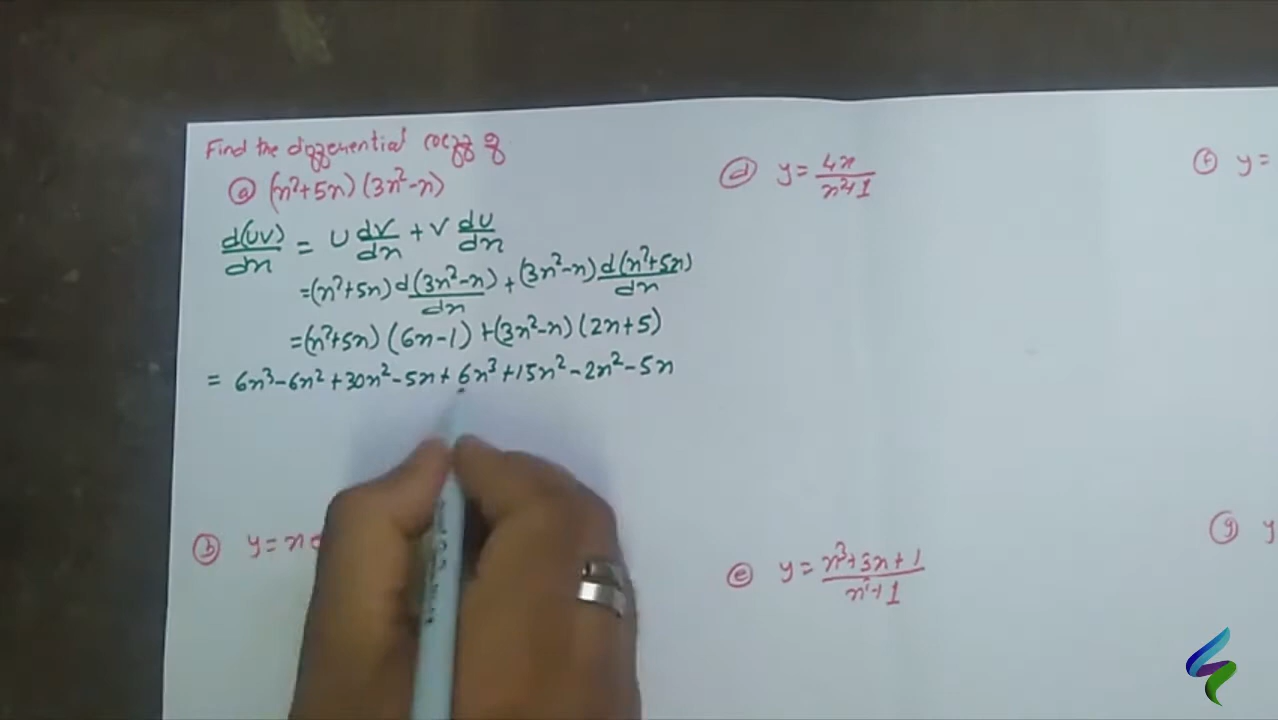 Find the differential coeff of
ⓐ (x²+5x) (3x²-x)
d(UV)/dx = U dV/dx + V dU/dx
=(x²+5x) d(3x²-x)/dx + (3x²-x) d(x²+5x)/dx
=(x²+5x) (6x-1) +(3x²-x) (2x+5)
= 6x³-6x²+30x²-5x+6x³+15x²-2x²-5x
ⓑ y=x
ⓓ y= 4x/x²+1
ⓔ y= x³+3x+1/x²+1
y=
ⓖ y